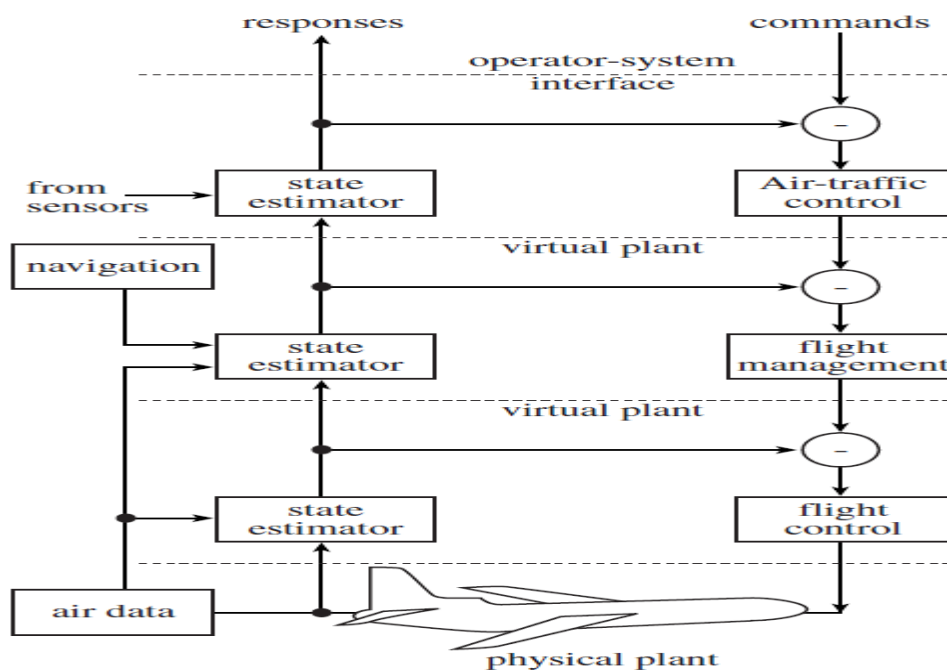 responses
commands
operator-system
interface
-
from
sensors
state
estimator
Air-traffic
control
virtual plant
navigation
-
state
estimator
flight
management
virtual plant
-
state
estimator
flight
control
air data
physical plant